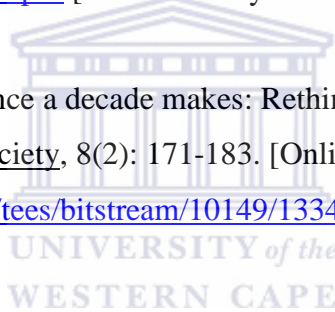 nce a decade makes: Rethin
ciety, 8(2): 171-183. [Onli
/tees/bitstream/10149/1334
UNIVERSITY of the
WESTERN CAPE